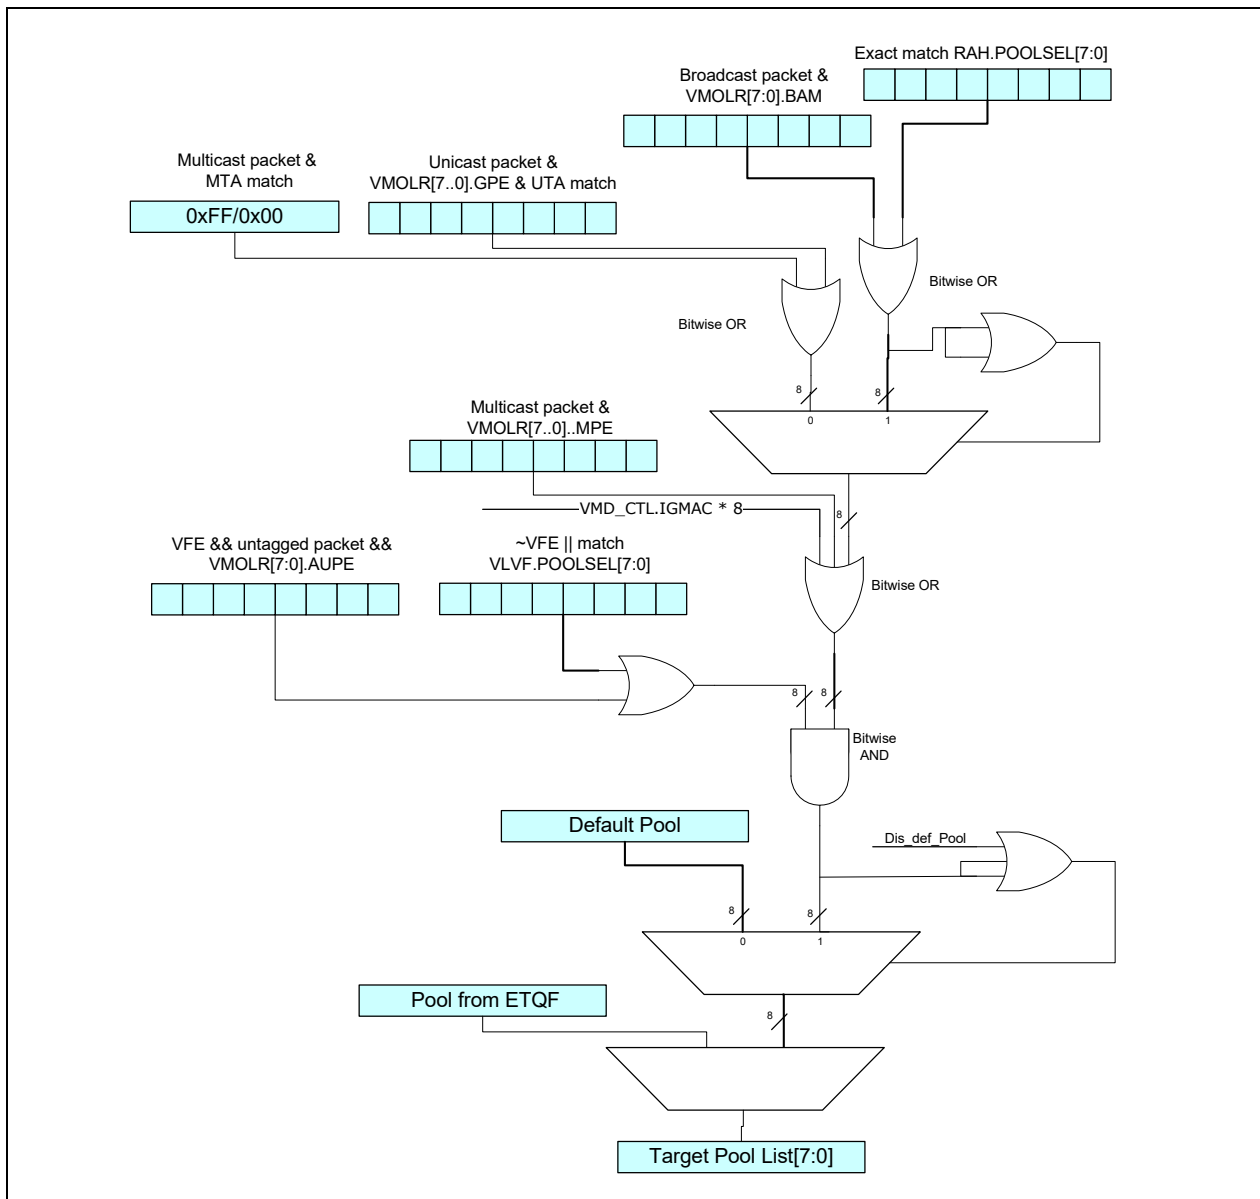 Exact match RAH.POOLSEL[7:0]
Broadcast packet &
VMOLR[7:0].BAM
Multicast packet &
MTA match
0xFF/0x00
Unicast packet &
VMOLR[7..0].GPE & UTA match
Bitwise OR
Bitwise OR
8
8
0
1
Multicast packet &
VMOLR[7..0]..MPE
VMD_CTL.IGMAC * 8
8
VFE && untagged packet &&
VMOLR[7:0].AUPE
~VFE || match
VLVF.POOLSEL[7:0]
Bitwise OR
8
8
Bitwise
AND
Default Pool
Dis_def_Pool
8
8
0
1
Pool from ETQF
8
Target Pool List[7:0]